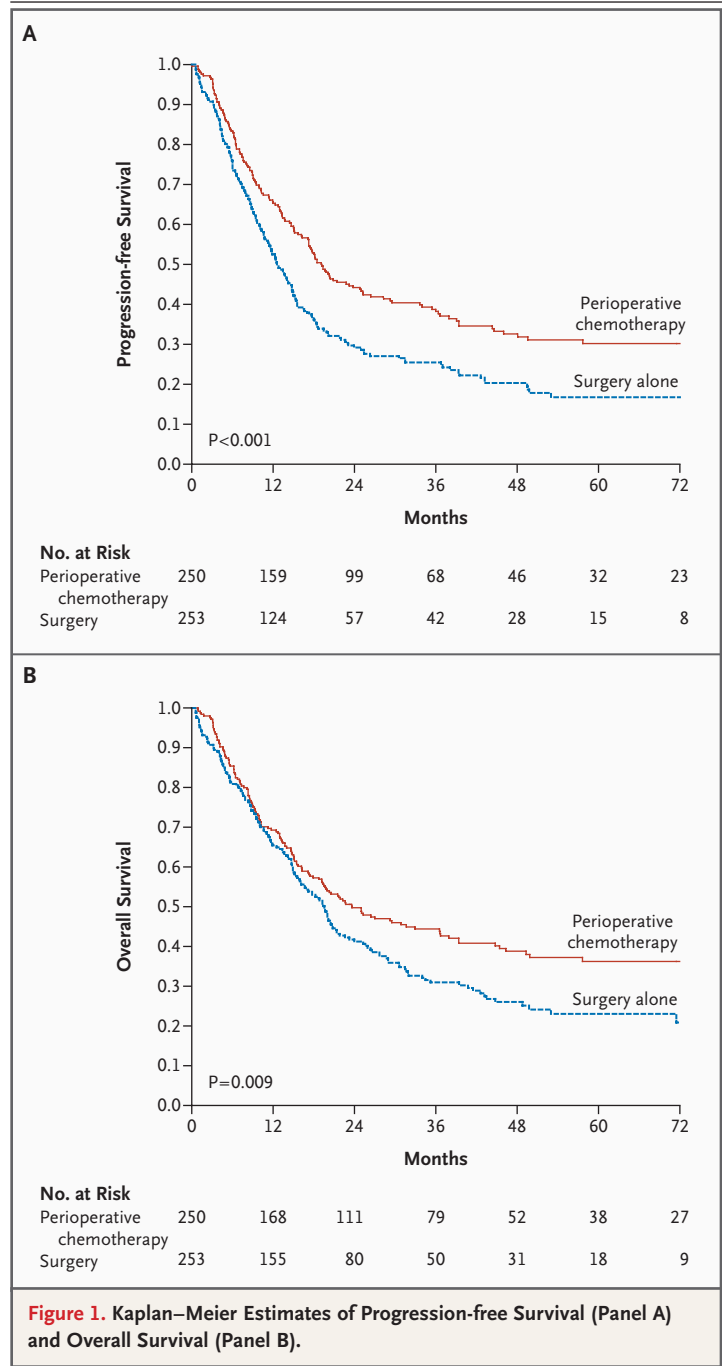 A
1.0
0.9
0.8
0.7
0.6
0.5
0.4
0.3
0.2
0.1
0.0
Progression-free Survival
Perioperative
chemotherapy
Surgery alone
P<0.001
0 12 24 36 48 60 72
Months
No. at Risk
Perioperative
chemotherapy
250 159 99 68 46 32 23
Surgery 253 124 57 42 28 15 8
B
1.0
0.9
0.8
0.7
0.6
0.5
0.4
0.3
0.2
0.1
0.0
Overall Survival
Perioperative
chemotherapy
Surgery alone
P=0.009
0 12 24 36 48 60 72
Months
No. at Risk
Perioperative
chemotherapy
250 168 111 79 52 38 27
Surgery 253 155 80 50 31 18 9
Figure 1. Kaplan–Meier Estimates of Progression-free Survival (Panel A)
and Overall Survival (Panel B).